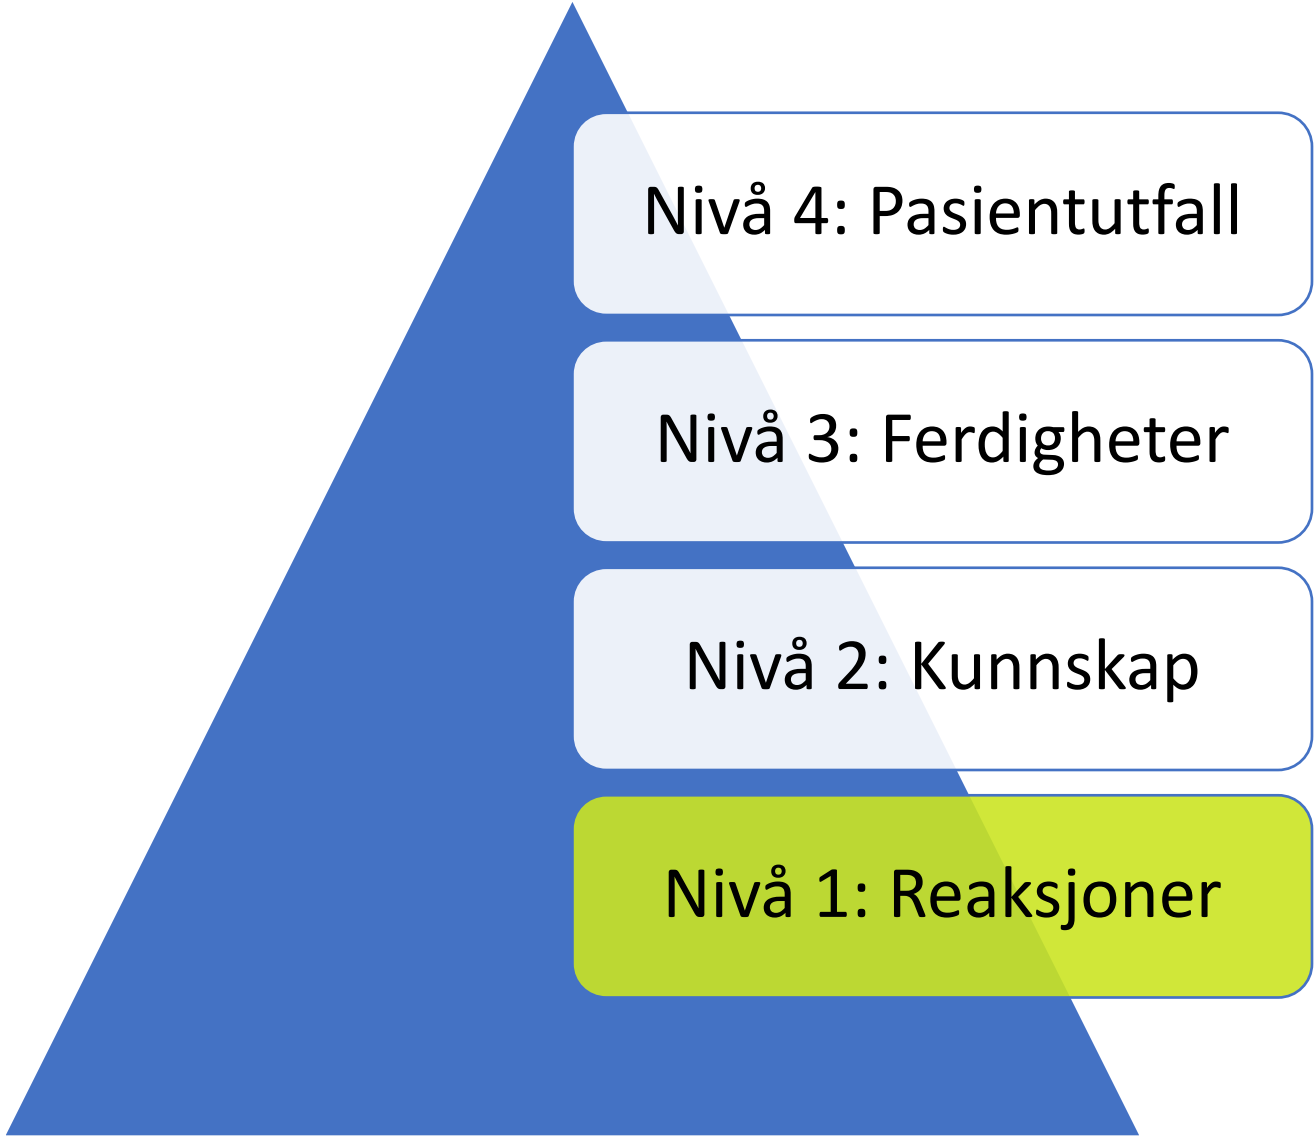 Nivå 4: Pasientutfall
Nivå 3: Ferdigheter
Nivå 2: Kunnskap
Nivå 1: Reaksjoner